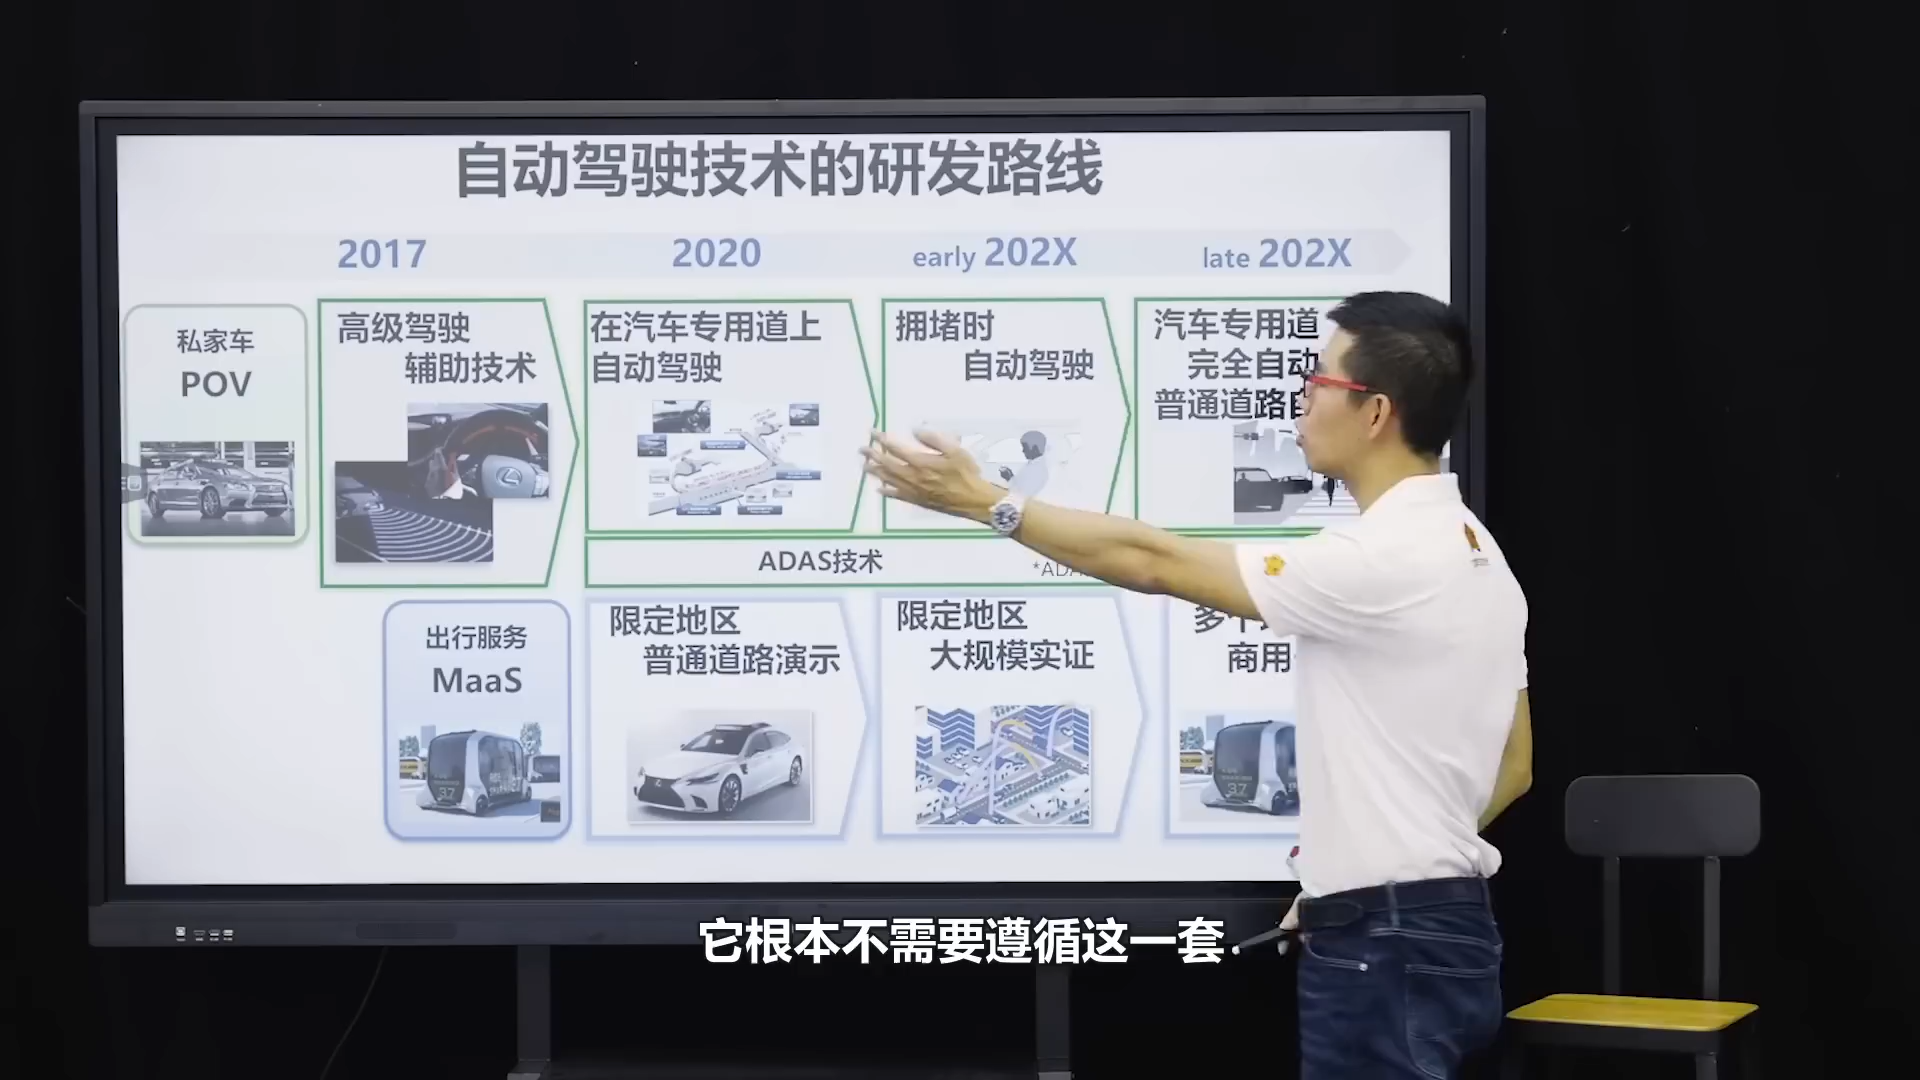 自动驾驶技术的研发路线
2017
2020
early 202X
late 202X
私家车
POV
高级驾驶
辅助技术
在汽车专用道上
自动驾驶
拥堵时
自动驾驶
汽车专用道
完全自动
普通道路
ADAS技术
出行服务
MaaS
限定地区
普通道路演示
限定地区
大规模实证
商用
它根本不需要遵循这一套